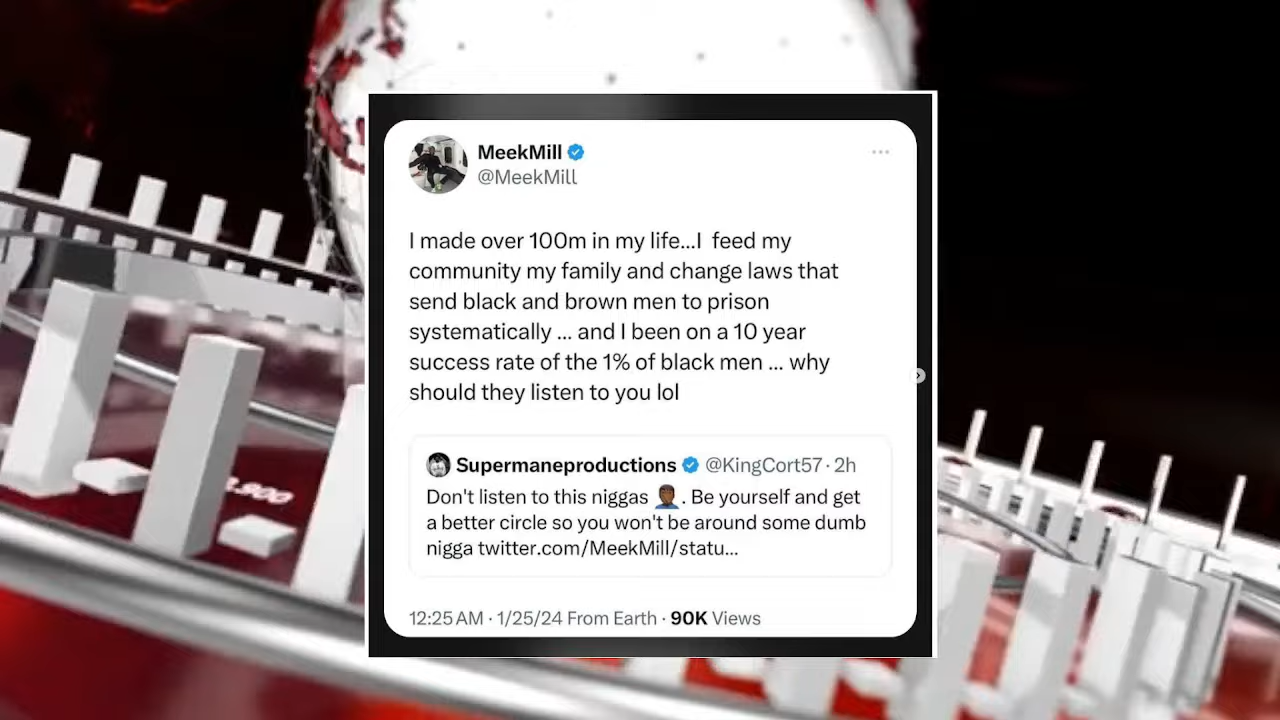 MeekMill
@MeekMill
I made over 100m in my life...I feed my
community my family and change laws that
send black and brown men to prison
systematically ... and I been on a 10 year
success rate of the 1% of black men ... why
should they listen to you lol
Supermaneproductions @KingCort57 · 2h
Don't listen to this niggas 🤦🏾‍♂️. Be yourself and get
a better circle so you won't be around some dumb
nigga twitter.com/MeekMill/statu...
12:25 AM · 1/25/24 From Earth · 90K Views